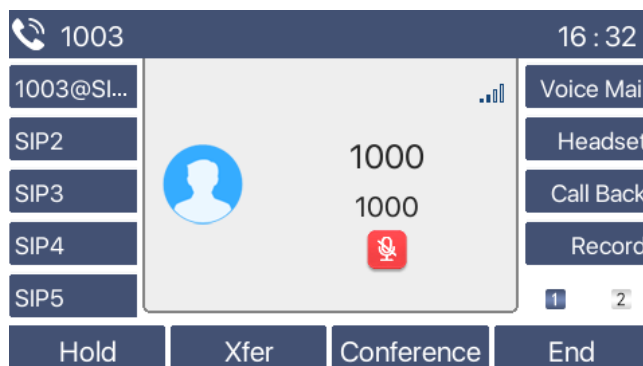 1003
16 : 32
1003@SI...
SIP2
SIP3
SIP4
SIP5
1000
1000
Voice Mai
Headset
Call Back
Record
1
2
Hold
Xfer
Conference
End